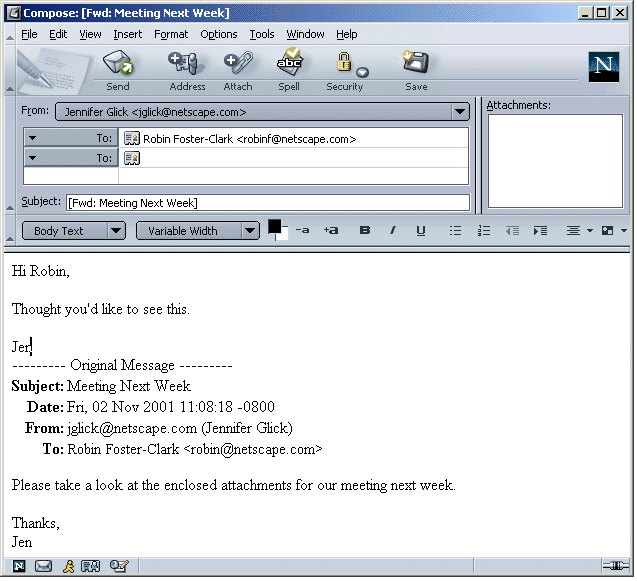 Compose: [Fwd: Meeting Next Week]
File Edit View Insert Format Options Tools Window Help
Send Address Attach Spell Security Save
N
From: Jennifer Glick <jglick@netscape.com>
Attachments:
To: Robin Foster-Clark <robinf@netscape.com>
To:
Subject: [Fwd: Meeting Next Week]
Body Text Variable Width -a +a B I U
Hi Robin,
Thought you'd like to see this.
Jen
--------- Original Message ---------
Subject: Meeting Next Week
Date: Fri, 02 Nov 2001 11:08:18 -0800
From: jglick@netscape.com (Jennifer Glick)
To: Robin Foster-Clark <robin@netscape.com>
Please take a look at the enclosed attachments for our meeting next week.
Thanks,
Jen